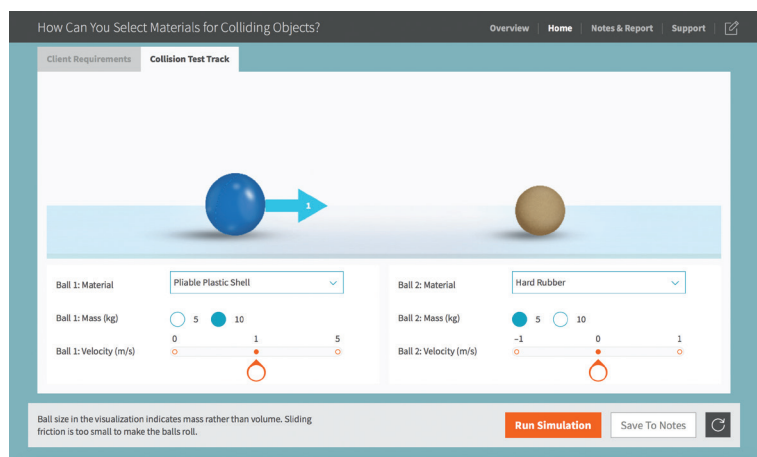 How Can You Select Materials for Colliding Objects?
Overview | Home | Notes & Report | Support |
Client Requirements Collision Test Track
1
Ball 1: Material Pliable Plastic Shell
Ball 1: Mass (kg) 5 10
0 1 5
Ball 1: Velocity (m/s)
Ball 2: Material Hard Rubber
Ball 2: Mass (kg) 5 10
−1 0 1
Ball 2: Velocity (m/s)
Ball size in the visualization indicates mass rather than volume. Sliding
friction is too small to make the balls roll.
Run Simulation Save To Notes